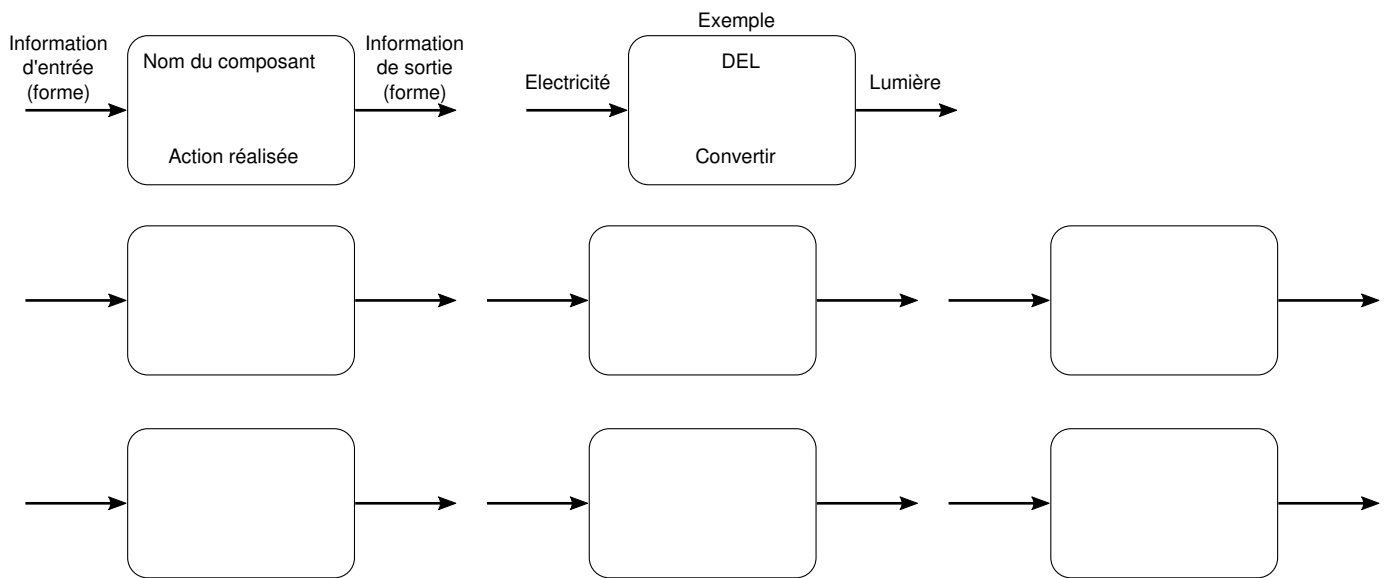 Information
d'entrée
(forme)
Nom du composant
Action réalisée
Information
de sortie
(forme)
Exemple
Electricité
DEL
Convertir
Lumière